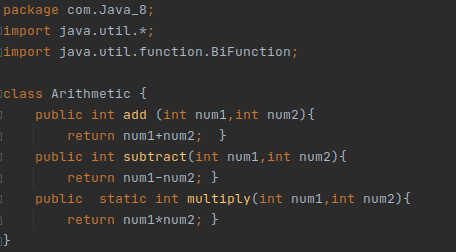 package com.Java_8;
import java.util.*;
import java.util.function.BiFunction;
class Arithmetic {
    public int add (int num1,int num2){
        return num1+num2;  }
    public int subtract(int num1,int num2){
        return num1-num2; }
    public  static int multiply(int num1,int num2){
        return num1*num2; }
}